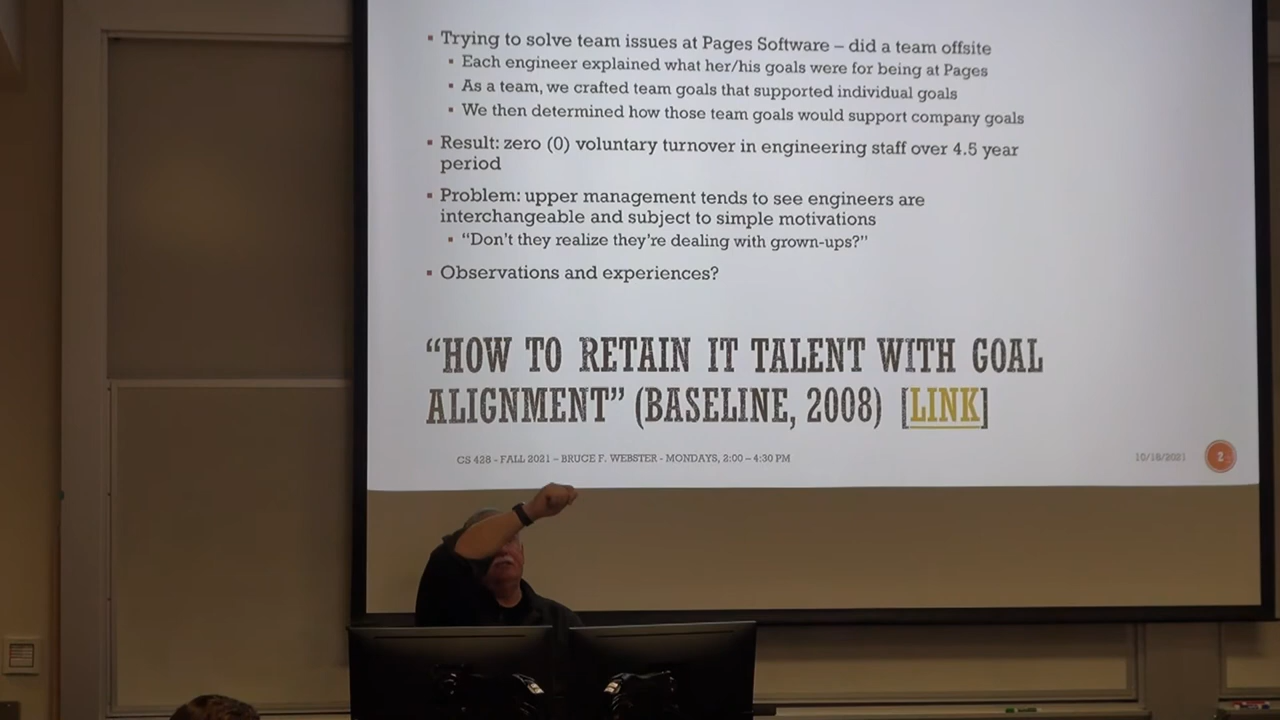 Trying to solve team issues at Pages Software – did a team offsite
Each engineer explained what her/his goals were for being at Pages
As a team, we crafted team goals that supported individual goals
We then determined how those team goals would support company goals
Result: zero (0) voluntary turnover in engineering staff over 4.5 year
period
Problem: upper management tends to see engineers are
interchangeable and subject to simple motivations
“Don’t they realize they’re dealing with grown-ups?”
Observations and experiences?
“HOW TO RETAIN IT TALENT WITH GOAL
ALIGNMENT” (BASELINE, 2008) [LINK]
CS 428 - FALL 2021 – BRUCE F. WEBSTER - MONDAYS, 2:00 – 4:30 PM
10/18/2021
2